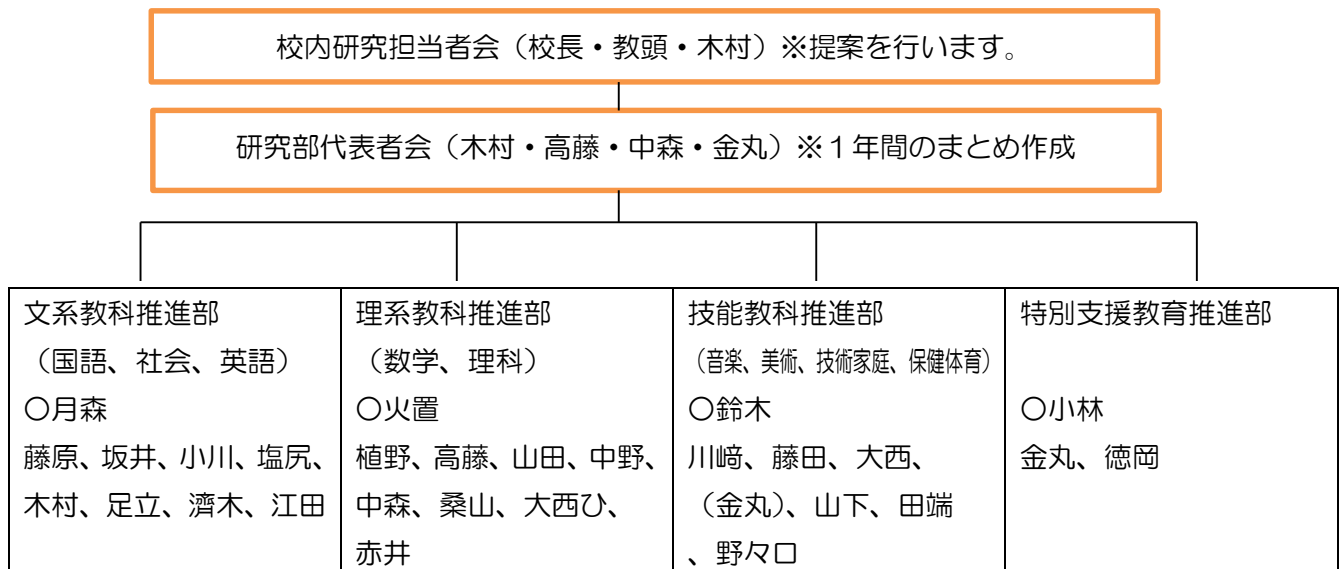 校内研究担当者会（校長・教頭・木村）※提案を行います。
研究部代表者会（木村・高藤・中森・金丸）※１年間のまとめ作成
文系教科推進部
（国語、社会、英語）
〇月森
藤原、坂井、小川、塩尻、
木村、足立、濟木、江田
理系教科推進部
（数学、理科）
〇火置
植野、高藤、山田、中野、
中森、桑山、大西ひ、
赤井
技能教科推進部
（音楽、美術、技術家庭、保健体育）
〇鈴木
川﨑、藤田、大西、
（金丸）、山下、田端
、野々口
特別支援教育推進部
〇小林
金丸、徳岡